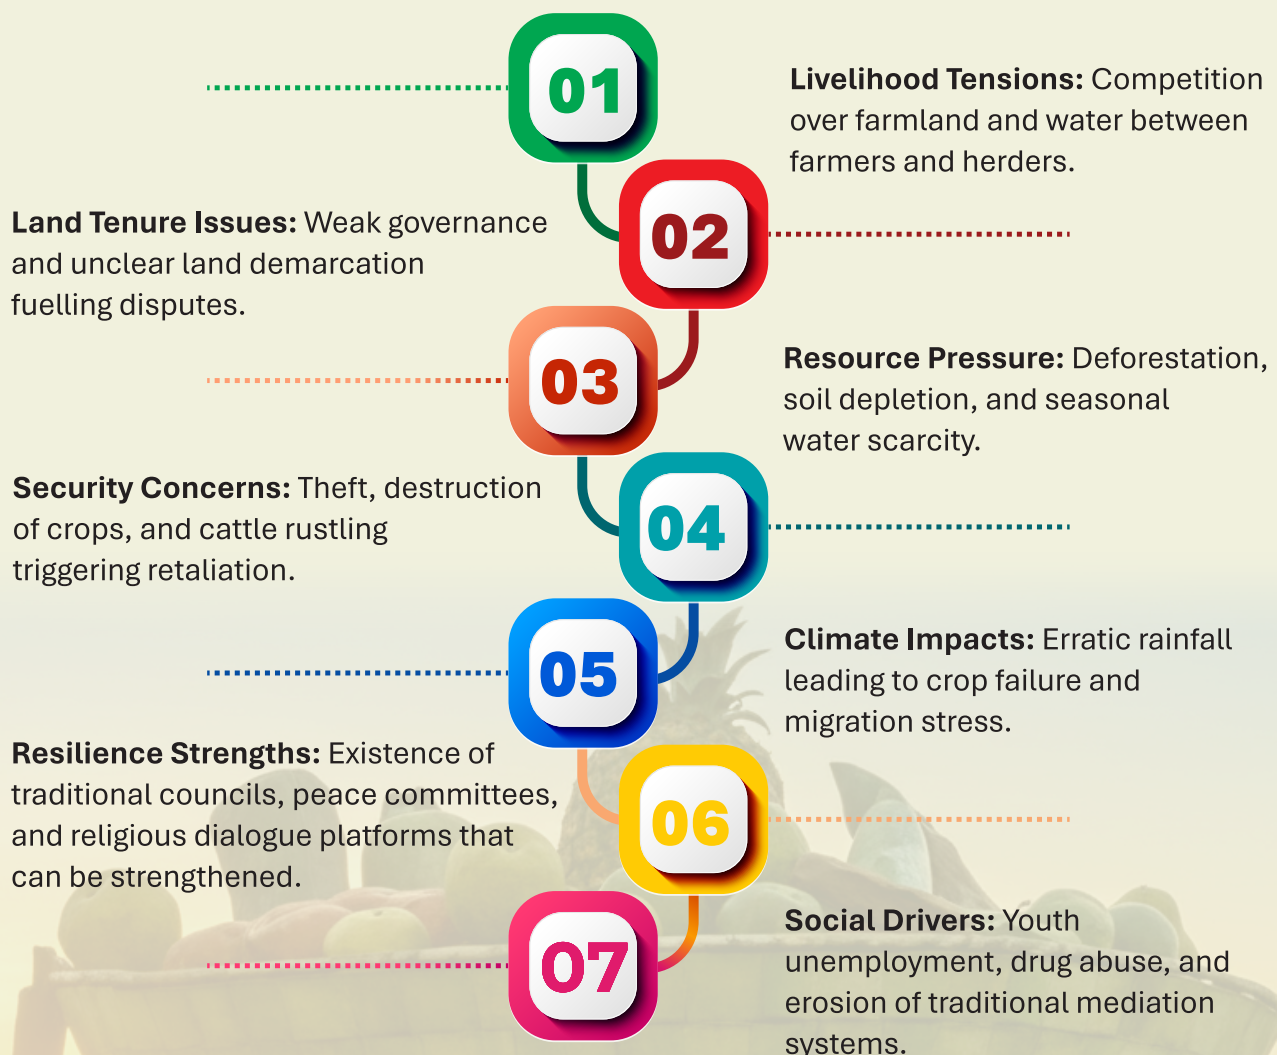 01
Livelihood Tensions: Competition
over farmland and water between
farmers and herders.
02
Land Tenure Issues: Weak governance
and unclear land demarcation
fuelling disputes.
03
Resource Pressure: Deforestation,
soil depletion, and seasonal
water scarcity.
04
Security Concerns: Theft, destruction
of crops, and cattle rustling
triggering retaliation.
05
Climate Impacts: Erratic rainfall
leading to crop failure and
migration stress.
06
Resilience Strengths: Existence of
traditional councils, peace committees,
and religious dialogue platforms that
can be strengthened.
07
Social Drivers: Youth
unemployment, drug abuse, and
erosion of traditional mediation
systems.